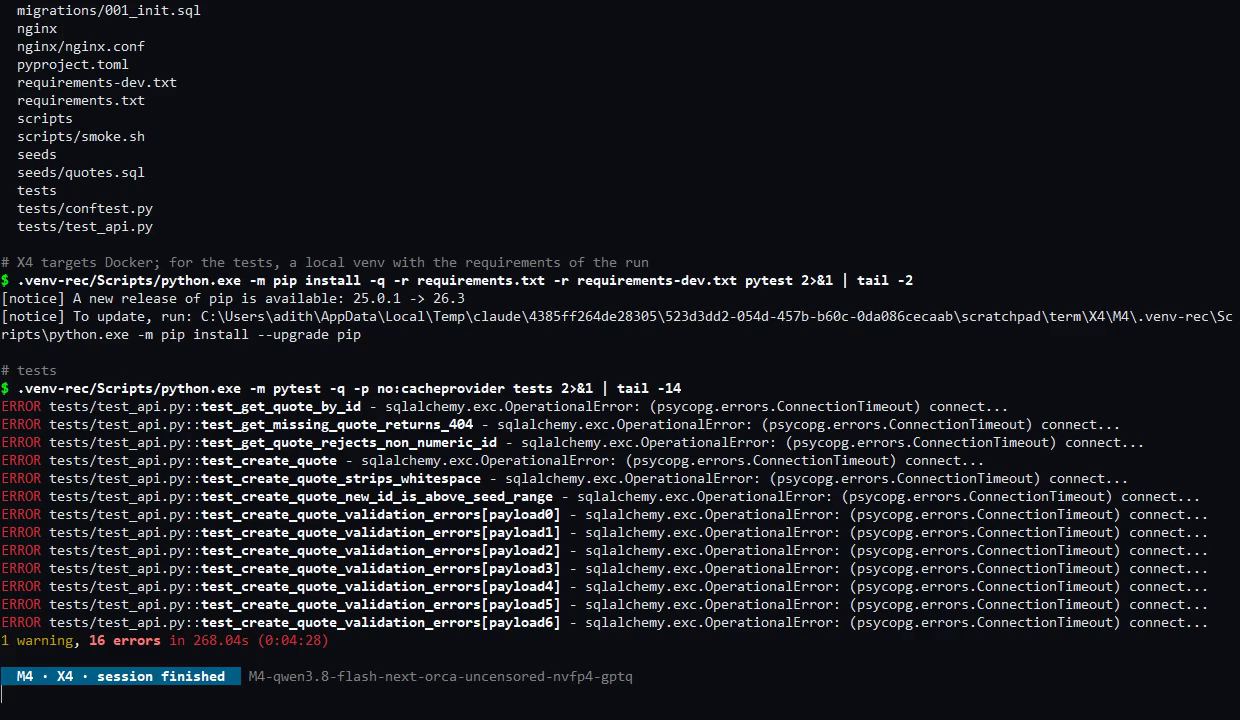 migrations/001_init.sql
nginx
nginx/nginx.conf
pyproject.toml
requirements-dev.txt
requirements.txt
scripts
scripts/smoke.sh
seeds
seeds/quotes.sql
tests
tests/conftest.py
tests/test_api.py
# X4 targets Docker; for the tests, a local venv with the requirements of the run
$ .venv-rec/Scripts/python.exe -m pip install -q -r requirements.txt -r requirements-dev.txt pytest 2>&1 | tail -2
[notice] A new release of pip is available: 25.0.1 -> 26.3
[notice] To update, run: C:\Users\adith\AppData\Local\Temp\claude\4385ff264de28305\523d3dd2-054d-457b-b60c-0da086cecaab\scratchpad\term\X4\M4\.venv-rec\Sc
ripts\python.exe -m pip install --upgrade pip
# tests
$ .venv-rec/Scripts/python.exe -m pytest -q -p no:cacheprovider tests 2>&1 | tail -14
ERROR tests/test_api.py::test_get_quote_by_id - sqlalchemy.exc.OperationalError: (psycopg.errors.ConnectionTimeout) connect...
ERROR tests/test_api.py::test_get_missing_quote_returns_404 - sqlalchemy.exc.OperationalError: (psycopg.errors.ConnectionTimeout) connect...
ERROR tests/test_api.py::test_get_quote_rejects_non_numeric_id - sqlalchemy.exc.OperationalError: (psycopg.errors.ConnectionTimeout) connect...
ERROR tests/test_api.py::test_create_quote - sqlalchemy.exc.OperationalError: (psycopg.errors.ConnectionTimeout) connect...
ERROR tests/test_api.py::test_create_quote_strips_whitespace - sqlalchemy.exc.OperationalError: (psycopg.errors.ConnectionTimeout) connect...
ERROR tests/test_api.py::test_create_quote_new_id_is_above_seed_range - sqlalchemy.exc.OperationalError: (psycopg.errors.ConnectionTimeout) connect...
ERROR tests/test_api.py::test_create_quote_validation_errors[payload0] - sqlalchemy.exc.OperationalError: (psycopg.errors.ConnectionTimeout) connect...
ERROR tests/test_api.py::test_create_quote_validation_errors[payload1] - sqlalchemy.exc.OperationalError: (psycopg.errors.ConnectionTimeout) connect...
ERROR tests/test_api.py::test_create_quote_validation_errors[payload2] - sqlalchemy.exc.OperationalError: (psycopg.errors.ConnectionTimeout) connect...
ERROR tests/test_api.py::test_create_quote_validation_errors[payload3] - sqlalchemy.exc.OperationalError: (psycopg.errors.ConnectionTimeout) connect...
ERROR tests/test_api.py::test_create_quote_validation_errors[payload4] - sqlalchemy.exc.OperationalError: (psycopg.errors.ConnectionTimeout) connect...
ERROR tests/test_api.py::test_create_quote_validation_errors[payload5] - sqlalchemy.exc.OperationalError: (psycopg.errors.ConnectionTimeout) connect...
ERROR tests/test_api.py::test_create_quote_validation_errors[payload6] - sqlalchemy.exc.OperationalError: (psycopg.errors.ConnectionTimeout) connect...
1 warning, 16 errors in 268.04s (0:04:28)
M4 · X4 · session finished M4-qwen3.8-flash-next-orca-uncensored-nvfp4-gptq